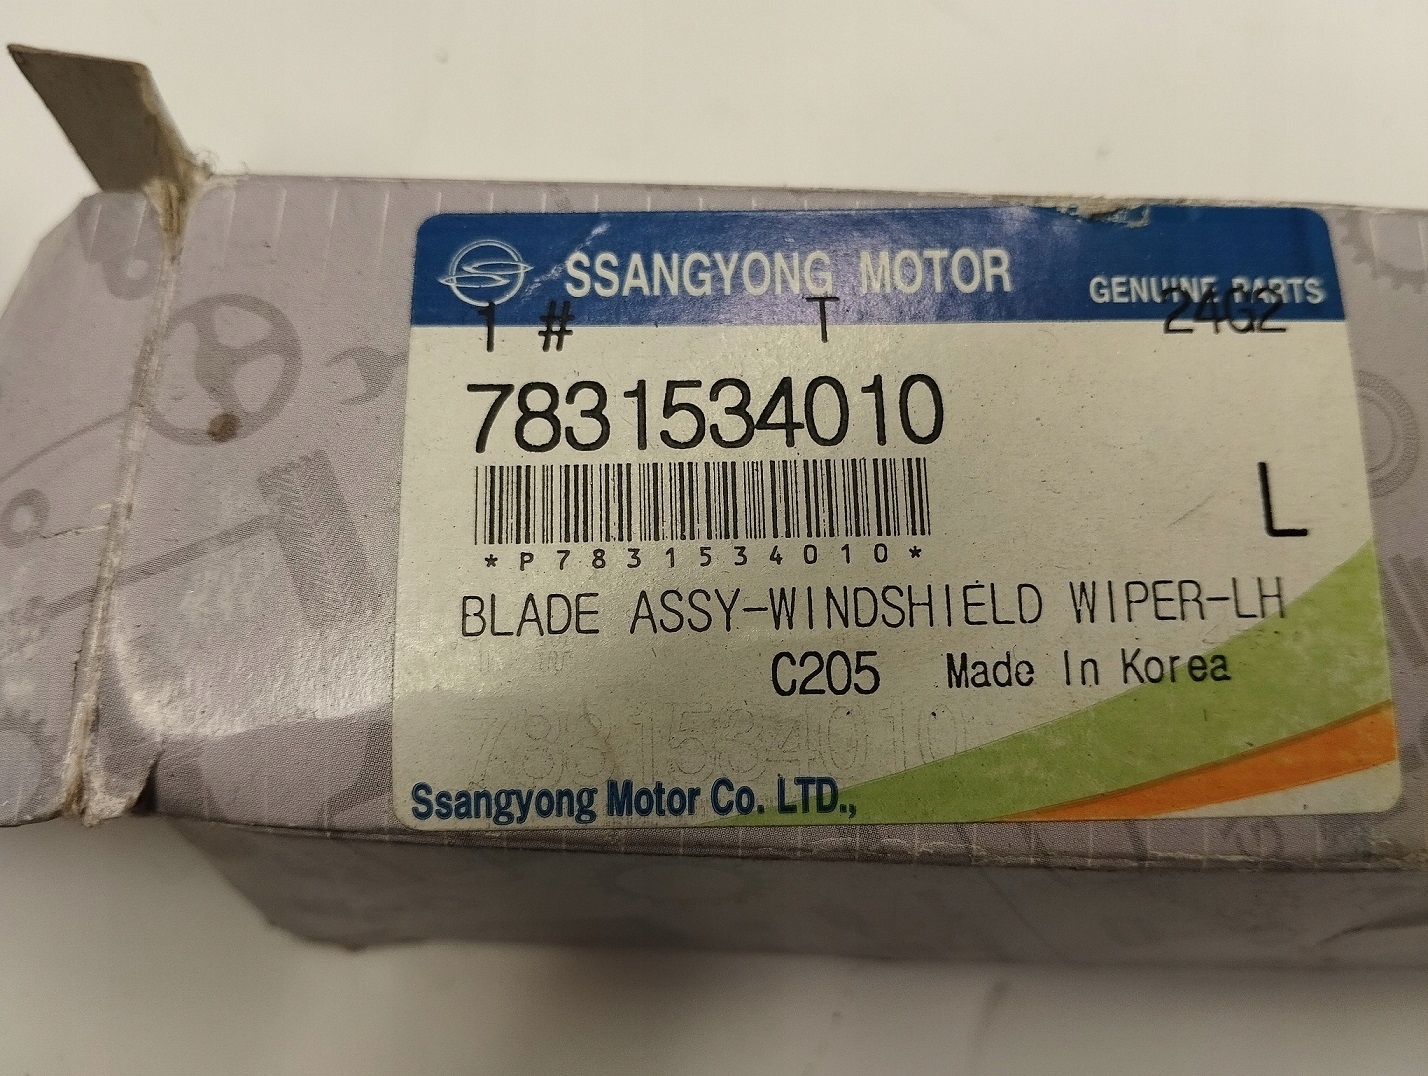 SSANGYONG MOTOR GENUINE PARTS
1 # T 24G2
7831534010
L
*P7831534010*
BLADE ASSY-WINDSHIELD WIPER-LH
C205 Made In Korea
7831534010
Ssangyong Motor Co. LTD.,